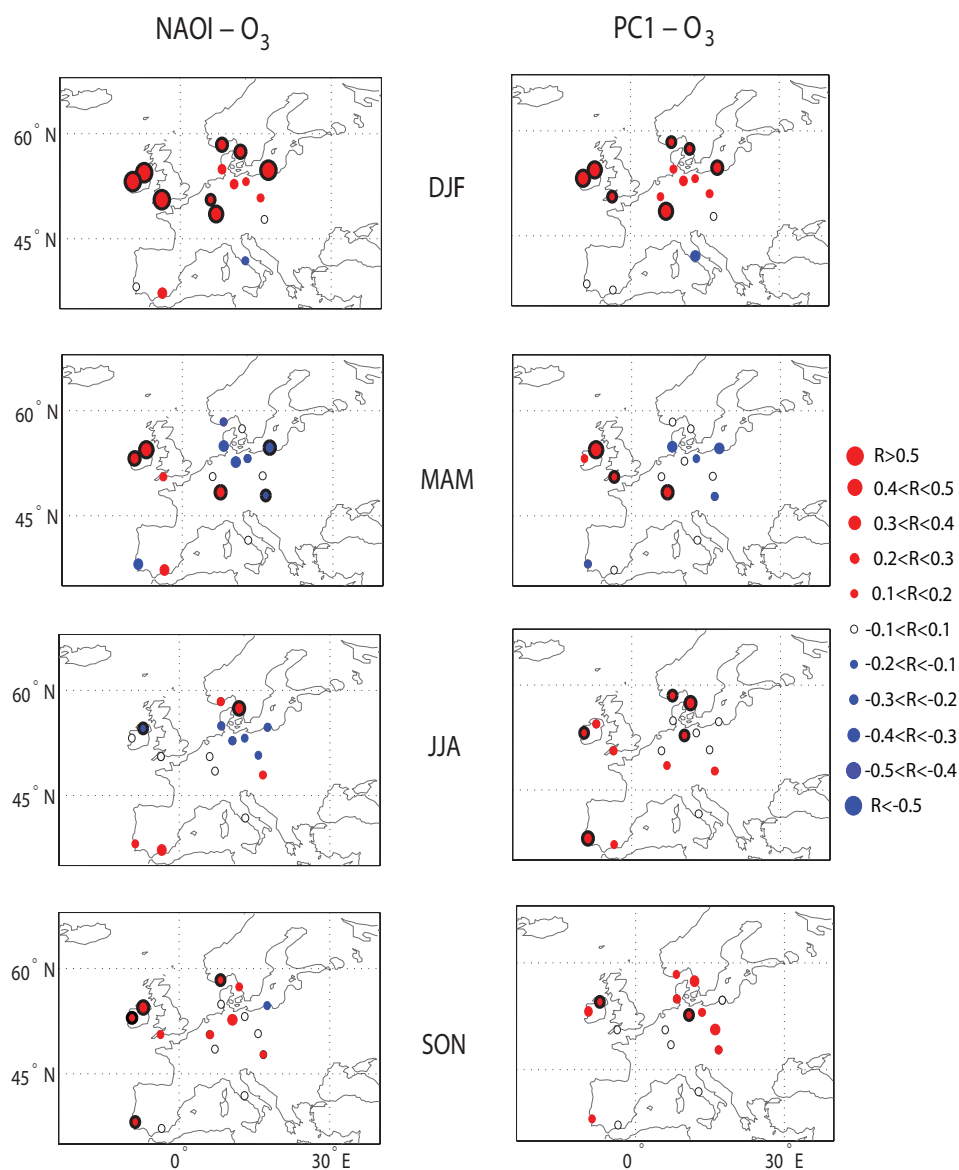 NAOI – O3
PC1 – O3
60° N
45° N
DJF
60° N
45° N
MAM
R>0.5
0.4<R<0.5
0.3<R<0.4
0.2<R<0.3
0.1<R<0.2
-0.1<R<0.1
-0.2<R<-0.1
-0.3<R<-0.2
-0.4<R<-0.3
-0.5<R<-0.4
R<-0.5
60° N
45° N
JJA
60° N
45° N
SON
0°
30° E
0°
30° E